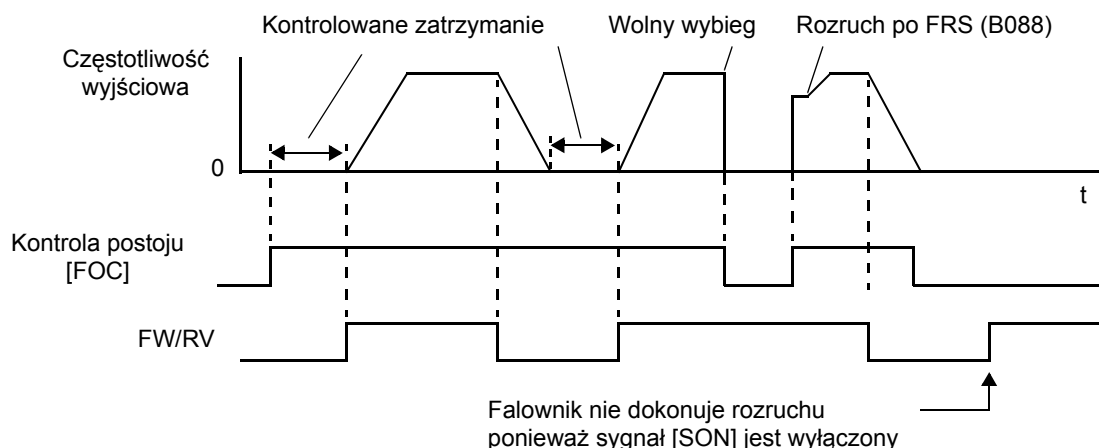 Kontrolowane zatrzymanie
Wolny wybieg
Rozruch po FRS (B088)
Częstotliwość
wyjściowa
0
t
Kontrola postoju
[FOC]
FW/RV
Falownik nie dokonuje rozruchu
ponieważ sygnał [SON] jest wyłączony